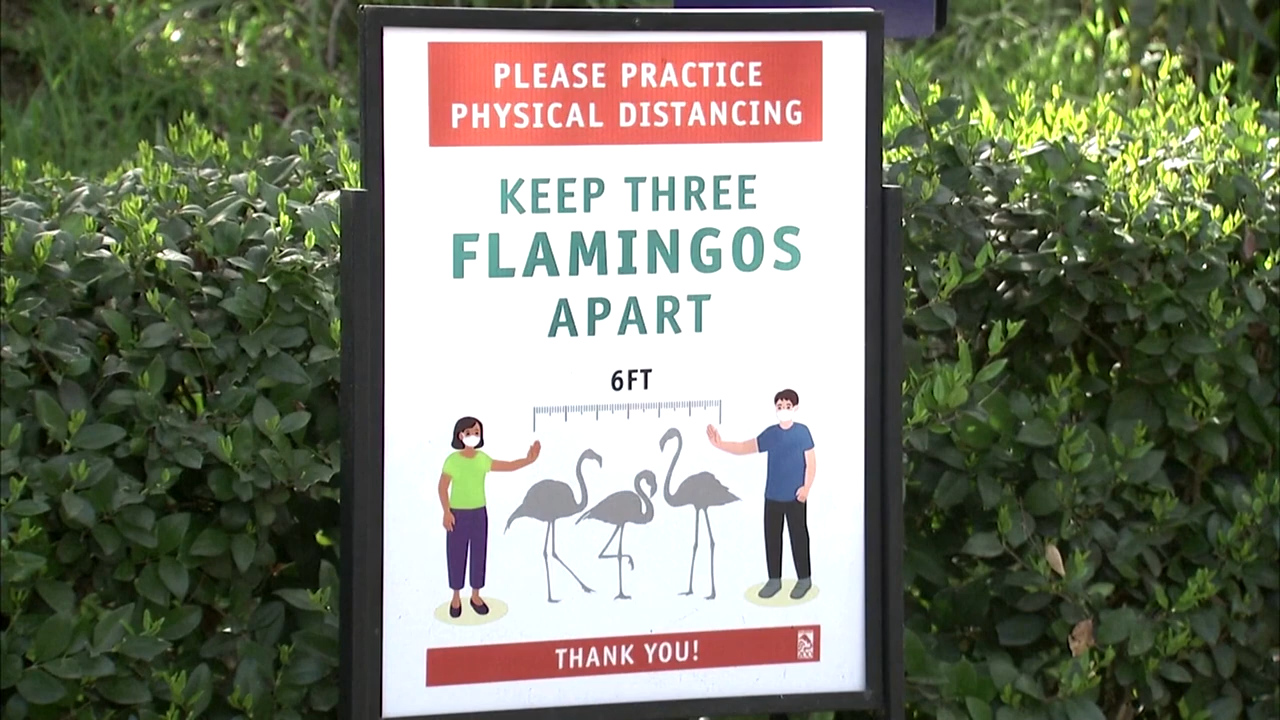 PLEASE PRACTICE
PHYSICAL DISTANCING
KEEP THREE
FLAMINGOS
APART
6FT
THANK YOU!